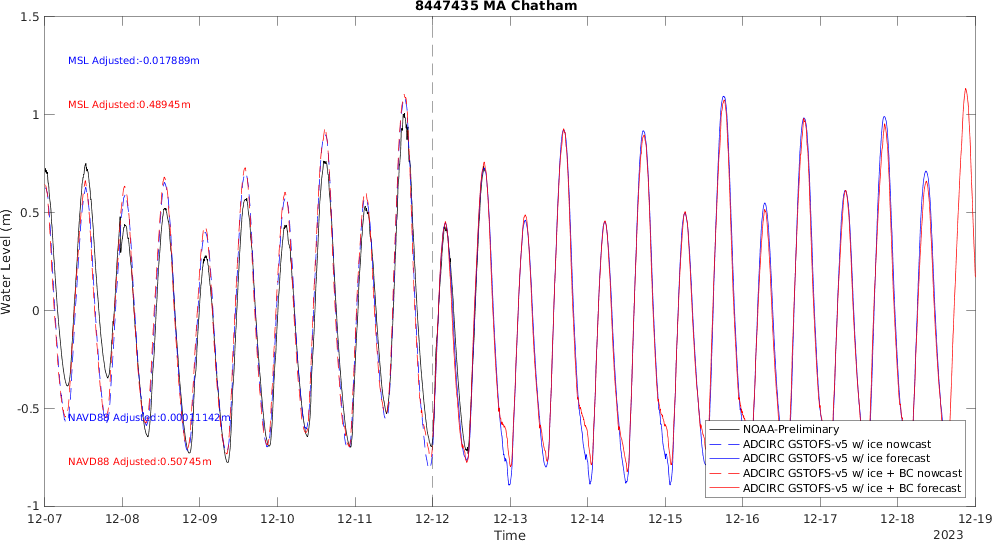 8447435 MA Chatham
1.5
1
0.5
0
-0.5
-1
Water Level (m)
MSL Adjusted:-0.017889m
MSL Adjusted:0.48945m
NAVD88 Adjusted:0.00011142m
NAVD88 Adjusted:0.50745m
NOAA-Preliminary
ADCIRC GSTOFS-v5 w/ ice nowcast
ADCIRC GSTOFS-v5 w/ ice forecast
ADCIRC GSTOFS-v5 w/ ice + BC nowcast
ADCIRC GSTOFS-v5 w/ ice + BC forecast
12-07 12-08 12-09 12-10 12-11 12-12 12-13 12-14 12-15 12-16 12-17 12-18 12-19
Time
2023